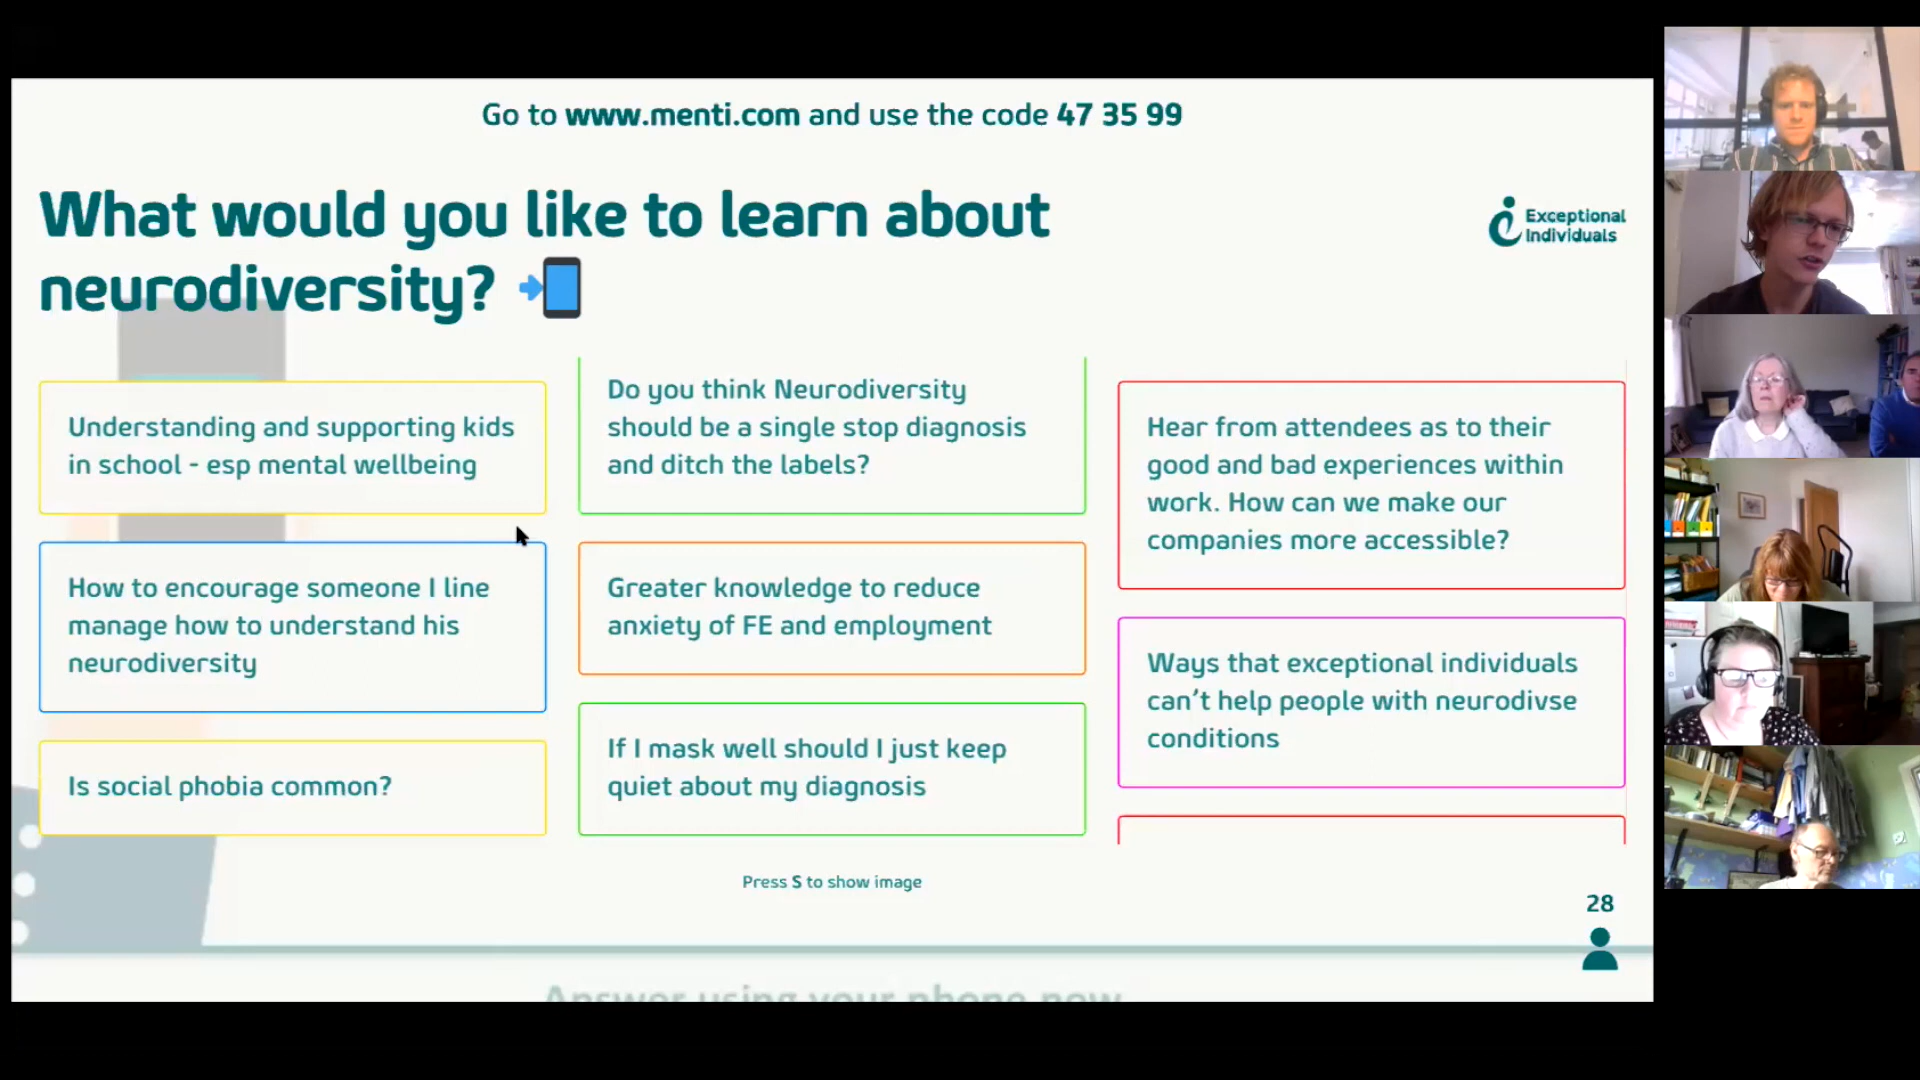 Go to www.menti.com and use the code 47 35 99
What would you like to learn about
neurodiversity?
Exceptional
Individuals
Understanding and supporting kids
in school - esp mental wellbeing
How to encourage someone I line
manage how to understand his
neurodiversity
Is social phobia common?
Do you think Neurodiversity
should be a single stop diagnosis
and ditch the labels?
Greater knowledge to reduce
anxiety of FE and employment
If I mask well should I just keep
quiet about my diagnosis
Hear from attendees as to their
good and bad experiences within
work. How can we make our
companies more accessible?
Ways that exceptional individuals
can't help people with neurodivse
conditions
Press S to show image
28
Answer using your phone now